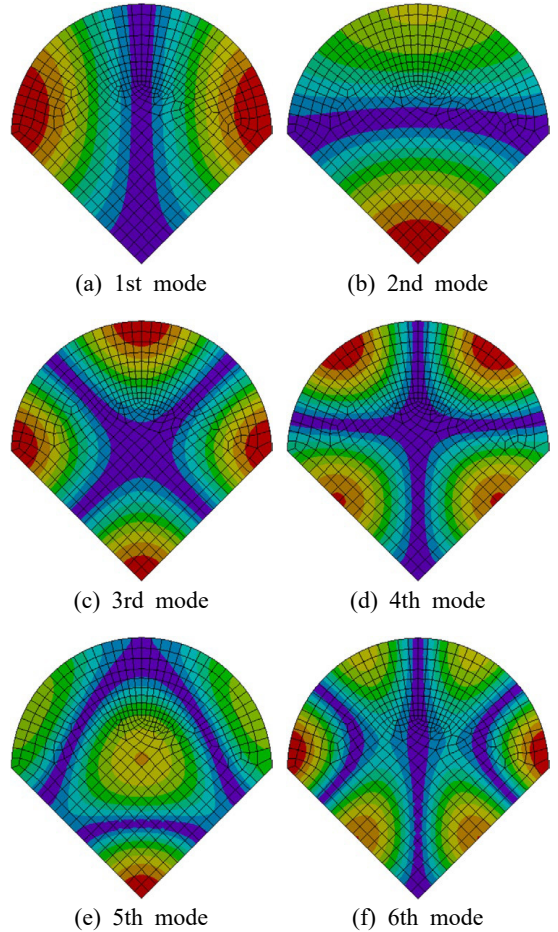 (a) 1st mode
(b) 2nd mode
(c) 3rd mode
(d) 4th mode
(e) 5th mode
(f) 6th mode